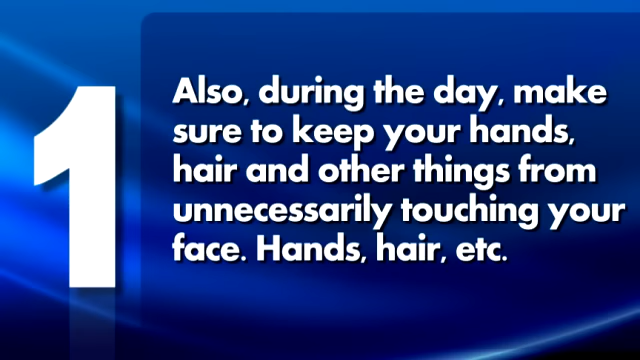 1
Also, during the day, make
sure to keep your hands,
hair and other things from
unnecessarily touching your
face. Hands, hair, etc.